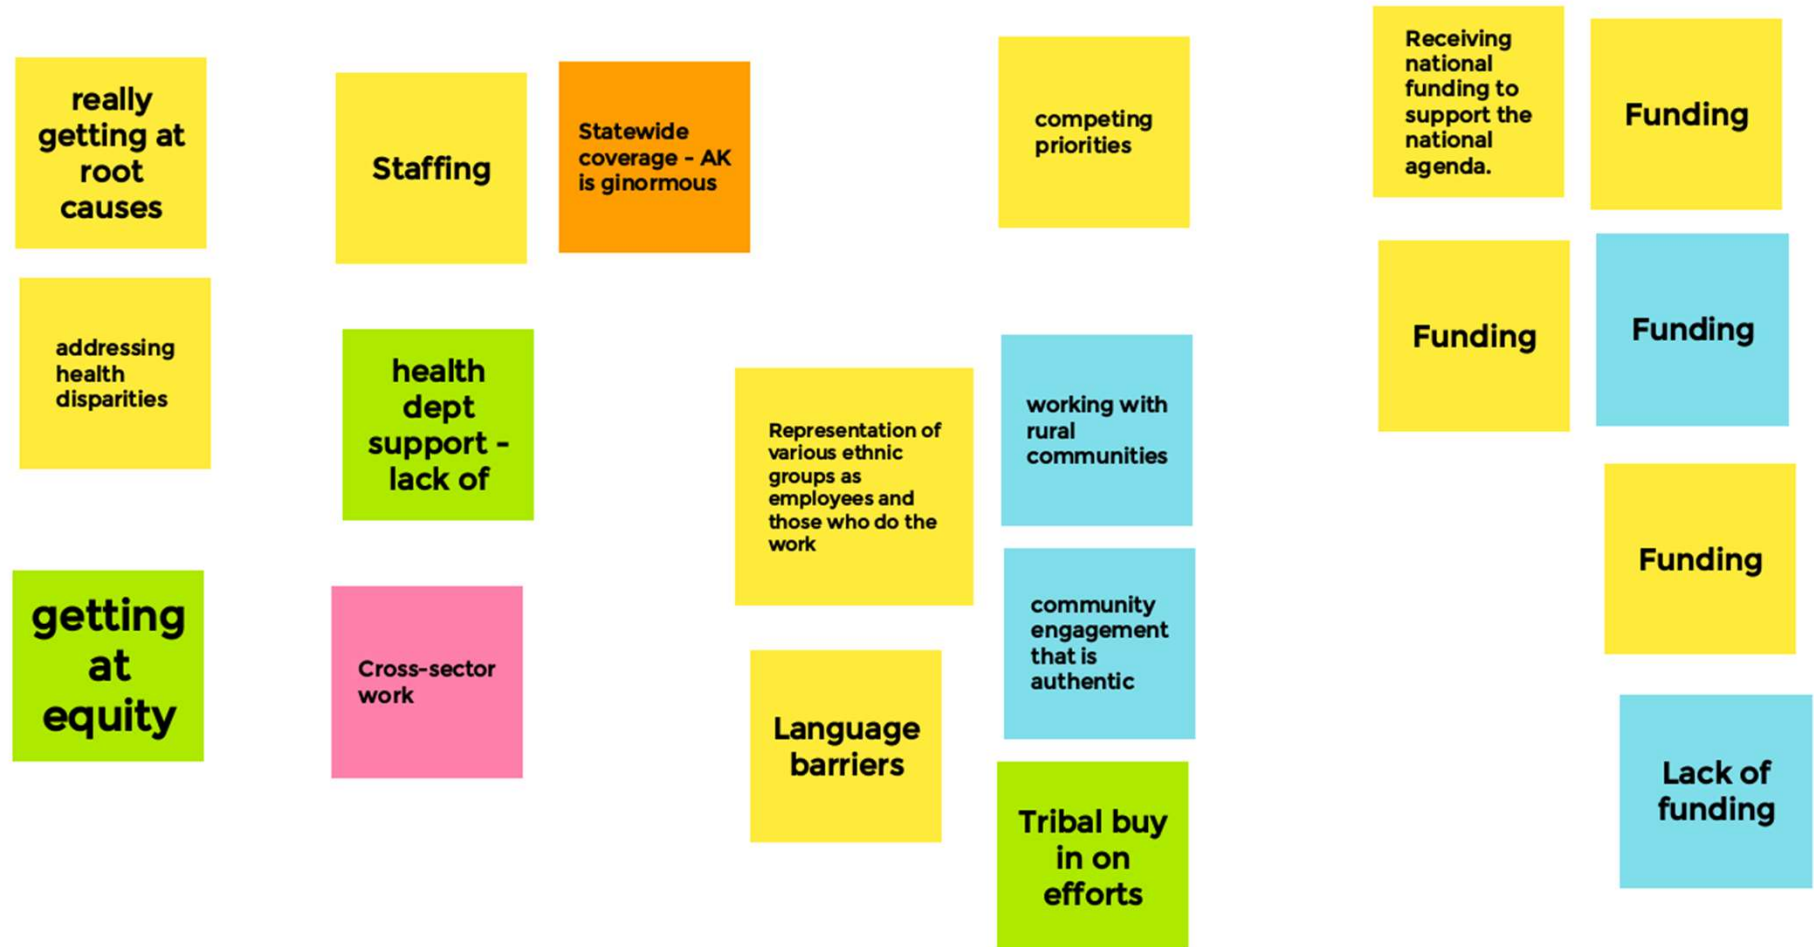 really
getting at
root
causes
addressing
health
disparities
getting
at
equity
Staffing
Statewide
coverage - AK
is ginormous
health
dept
support -
lack of
Cross-sector
work
competing
priorities
Representation of
various ethnic
groups as
employees and
those who do the
work
working with
rural
communities
community
engagement
that is
authentic
Language
barriers
Tribal buy
in on
efforts
Receiving
national
funding to
support the
national
agenda.
Funding
Funding
Funding
Funding
Lack of
funding